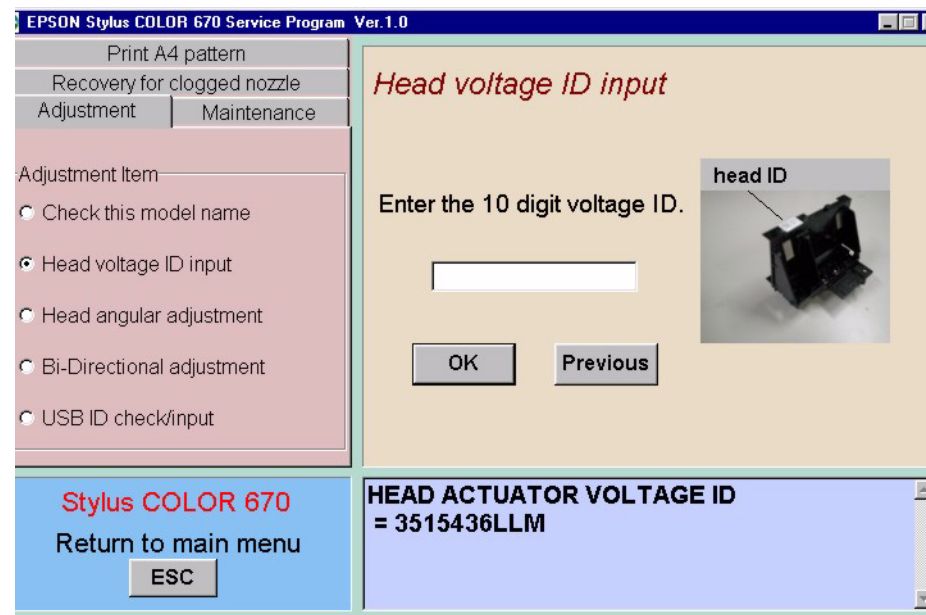 EPSON Stylus COLOR 670 Service Program Ver.1.0
Print A4 pattern
Recovery for clogged nozzle
Adjustment
Maintenance
Adjustment Item
Check this model name
Head voltage ID input
Head angular adjustment
Bi-Directional adjustment
USB ID check/input
Head voltage ID input
Enter the 10 digit voltage ID.
head ID
OK
Previous
Stylus COLOR 670
Return to main menu
ESC
HEAD ACTUATOR VOLTAGE ID
= 3515436LLM